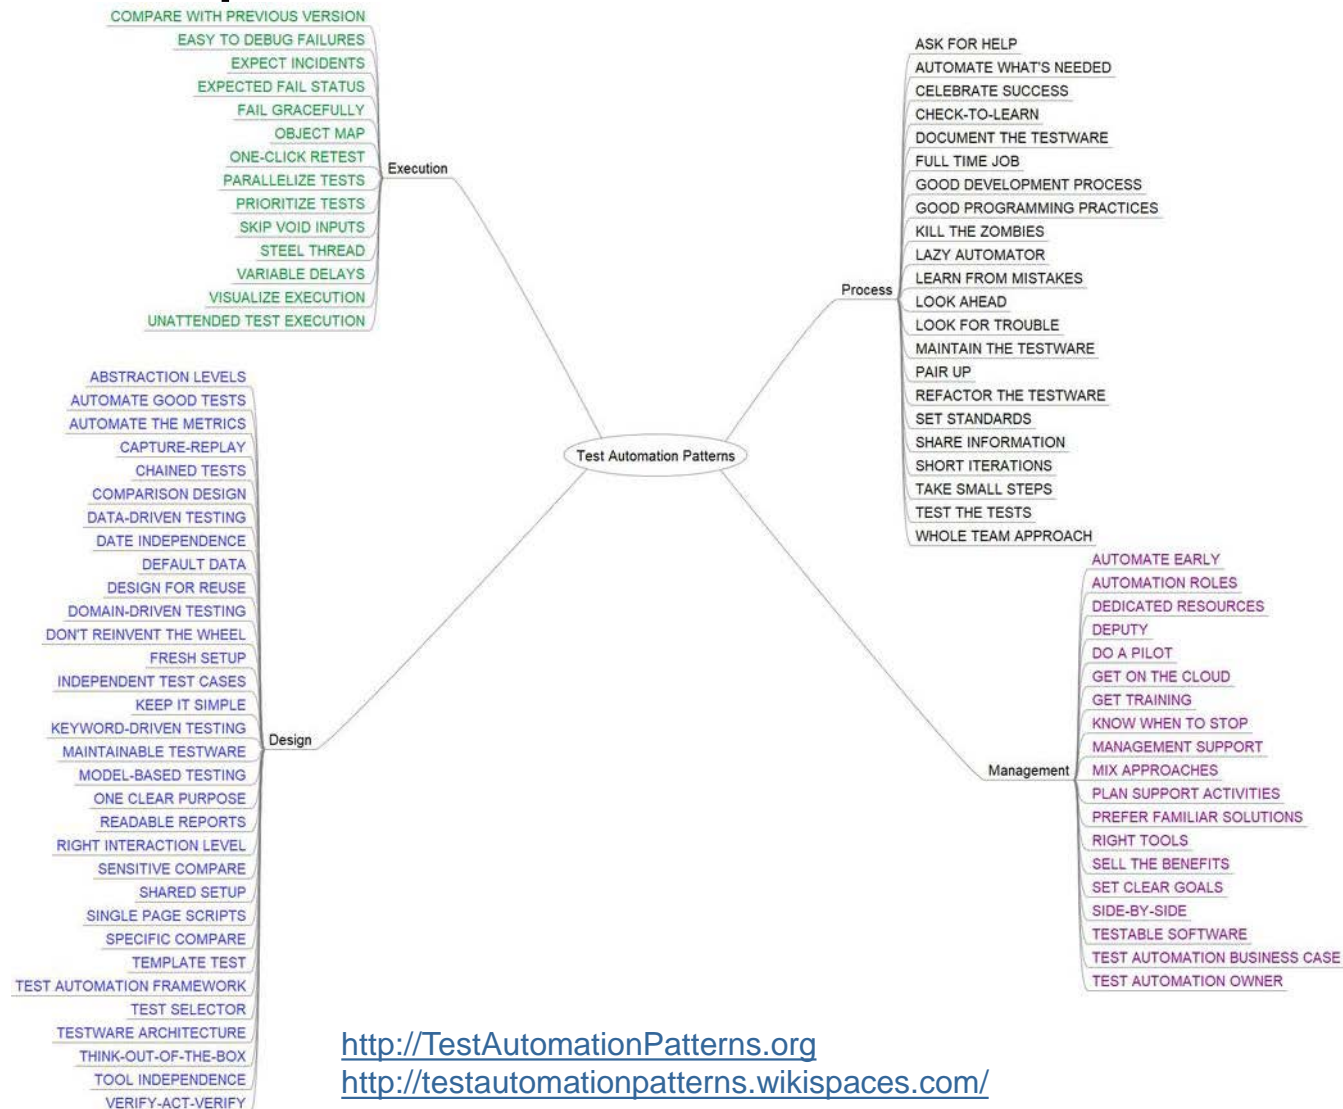 COMPARE WITH PREVIOUS VERSION
EASY TO DEBUG FAILURES
EXPECT INCIDENTS
EXPECTED FAIL STATUS
FAIL GRACEFULLY
OBJECT MAP
ONE-CLICK RETEST
PARALLELIZE TESTS
PRIORITIZE TESTS
SKIP VOID INPUTS
STEEL THREAD
VARIABLE DELAYS
VISUALIZE EXECUTION
UNATTENDED TEST EXECUTION
Execution
ASK FOR HELP
AUTOMATE WHAT'S NEEDED
CELEBRATE SUCCESS
CHECK-TO-LEARN
DOCUMENT THE TESTWARE
FULL TIME JOB
GOOD DEVELOPMENT PROCESS
GOOD PROGRAMMING PRACTICES
KILL THE ZOMBIES
LAZY AUTOMATOR
LEARN FROM MISTAKES
LOOK AHEAD
LOOK FOR TROUBLE
MAINTAIN THE TESTWARE
PAIR UP
REFACTOR THE TESTWARE
SET STANDARDS
SHARE INFORMATION
SHORT ITERATIONS
TAKE SMALL STEPS
TEST THE TESTS
WHOLE TEAM APPROACH
Process
Test Automation Patterns
ABSTRACTION LEVELS
AUTOMATE GOOD TESTS
AUTOMATE THE METRICS
CAPTURE-REPLAY
CHAINED TESTS
COMPARISON DESIGN
DATA-DRIVEN TESTING
DATE INDEPENDENCE
DEFAULT DATA
DESIGN FOR REUSE
DOMAIN-DRIVEN TESTING
DON'T REINVENT THE WHEEL
FRESH SETUP
INDEPENDENT TEST CASES
KEEP IT SIMPLE
KEYWORD-DRIVEN TESTING
MAINTAINABLE TESTWARE
MODEL-BASED TESTING
ONE CLEAR PURPOSE
READABLE REPORTS
RIGHT INTERACTION LEVEL
SENSITIVE COMPARE
SHARED SETUP
SINGLE PAGE SCRIPTS
SPECIFIC COMPARE
TEMPLATE TEST
TEST AUTOMATION FRAMEWORK
TEST SELECTOR
TESTWARE ARCHITECTURE
THINK-OUT-OF-THE-BOX
TOOL INDEPENDENCE
VERIFY-ACT-VERIFY
Design
AUTOMATE EARLY
AUTOMATION ROLES
DEDICATED RESOURCES
DEPUTY
DO A PILOT
GET ON THE CLOUD
GET TRAINING
KNOW WHEN TO STOP
MANAGEMENT SUPPORT
MIX APPROACHES
PLAN SUPPORT ACTIVITIES
PREFER FAMILIAR SOLUTIONS
RIGHT TOOLS
SELL THE BENEFITS
SET CLEAR GOALS
SIDE-BY-SIDE
TESTABLE SOFTWARE
TEST AUTOMATION BUSINESS CASE
TEST AUTOMATION OWNER
Management
http://TestAutomationPatterns.org
http://testautomationpatterns.wikispaces.com/